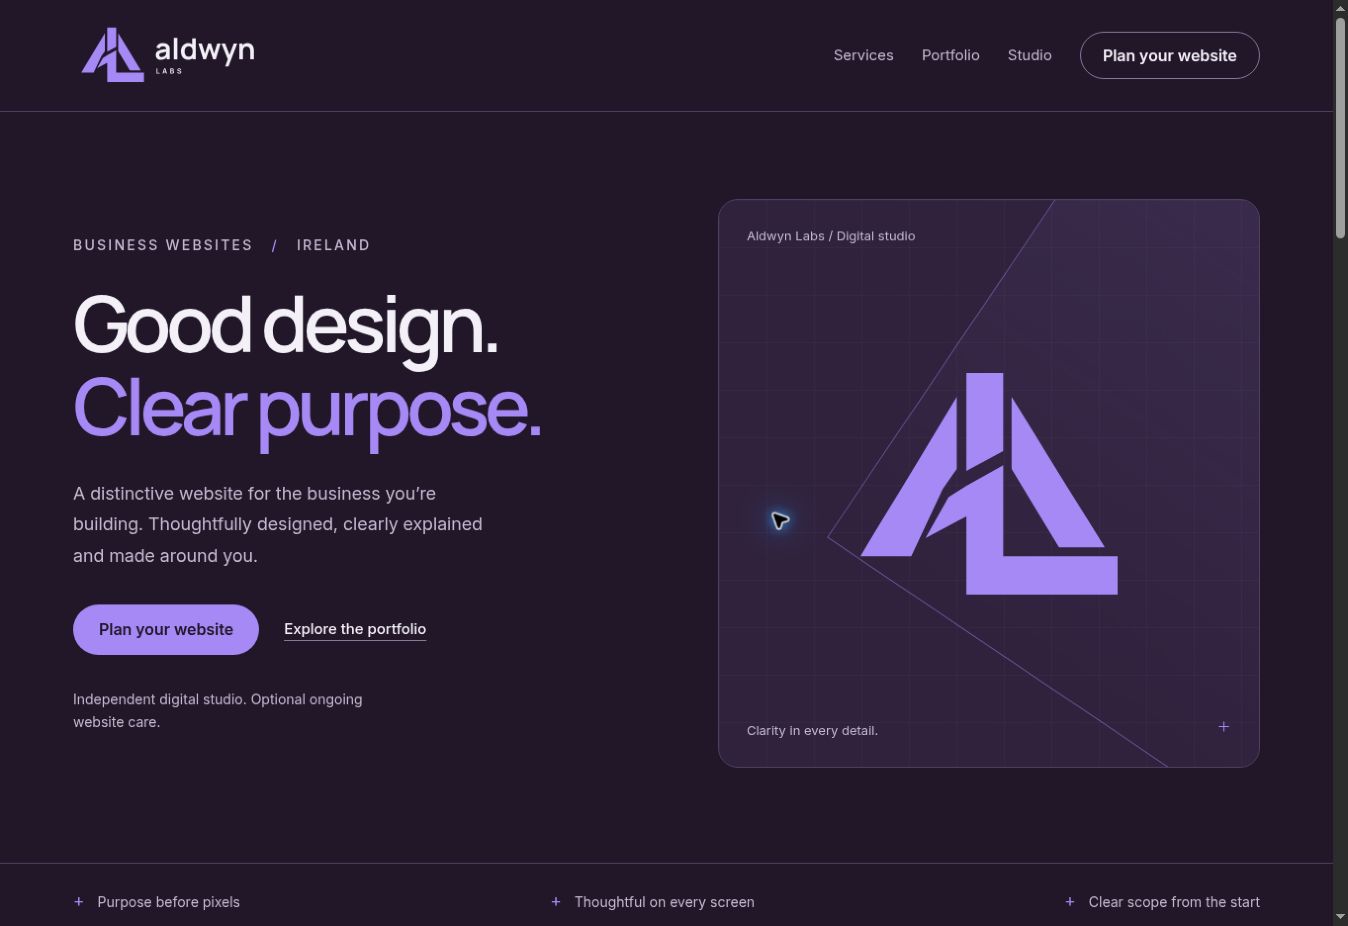 aldwyn
LABS
Services
Portfolio
Studio
Plan your website
BUSINESS WEBSITES / IRELAND
Good design.
Clear purpose.
A distinctive website for the business you’re
building. Thoughtfully designed, clearly explained
and made around you.
Plan your website
Explore the portfolio
Independent digital studio. Optional ongoing
website care.
Aldwyn Labs / Digital studio
Clarity in every detail.
+
+ Purpose before pixels
+ Thoughtful on every screen
+ Clear scope from the start